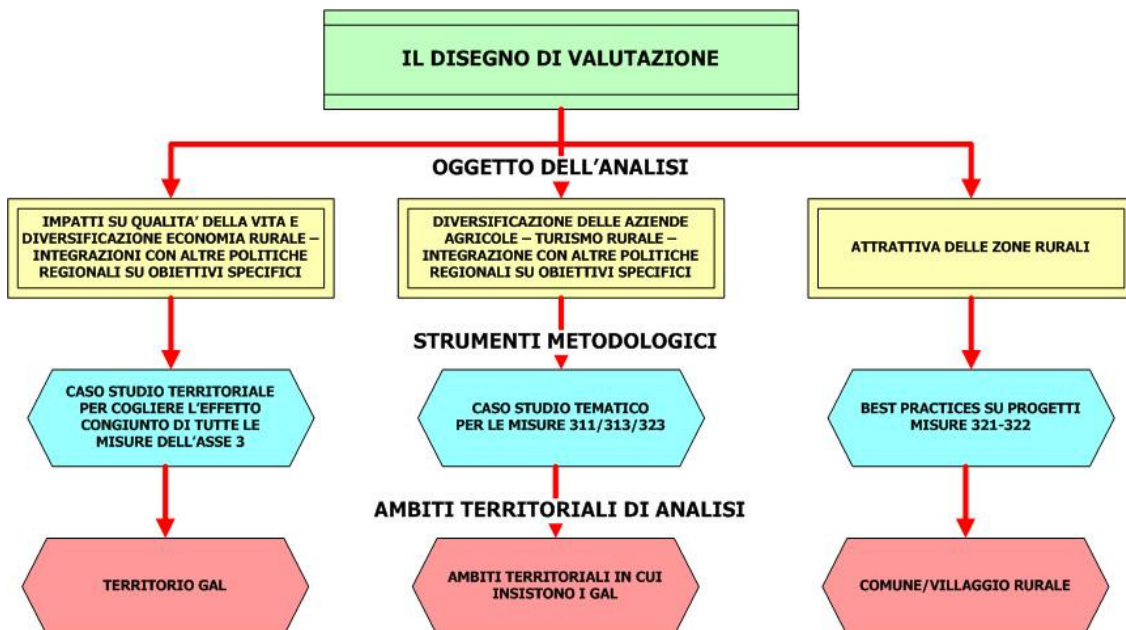 IL DISEGNO DI VALUTAZIONE
OGGETTO DELL'ANALISI
IMPATTI SU QUALITA' DELLA VITA E
DIVERSIFICAZIONE ECONOMIA RURALE –
INTEGRAZIONI CON ALTRE POLITICHE
REGIONALI SU OBIETTIVI SPECIFICI
DIVERSIFICAZIONE DELLE AZIENDE
AGRICOLE – TURISMO RURALE –
INTEGRAZIONE CON ALTRE POLITICHE
REGIONALI SU OBIETTIVI SPECIFICI
ATTRATTIVA DELLE ZONE RURALI
STRUMENTI METODOLOGICI
CASO STUDIO TERRITORIALE
PER COGLIERE L'EFFETTO
CONGIUNTO DI TUTTE LE
MISURE DELL'ASSE 3
CASO STUDIO TEMATICO
PER LE MISURE 311/313/323
BEST PRACTICES SU PROGETTI
MISURE 321-322
AMBITI TERRITORIALI DI ANALISI
TERRITORIO GAL
AMBITI TERRITORIALI IN CUI
INSISTONO I GAL
COMUNE/VILLAGGIO RURALE